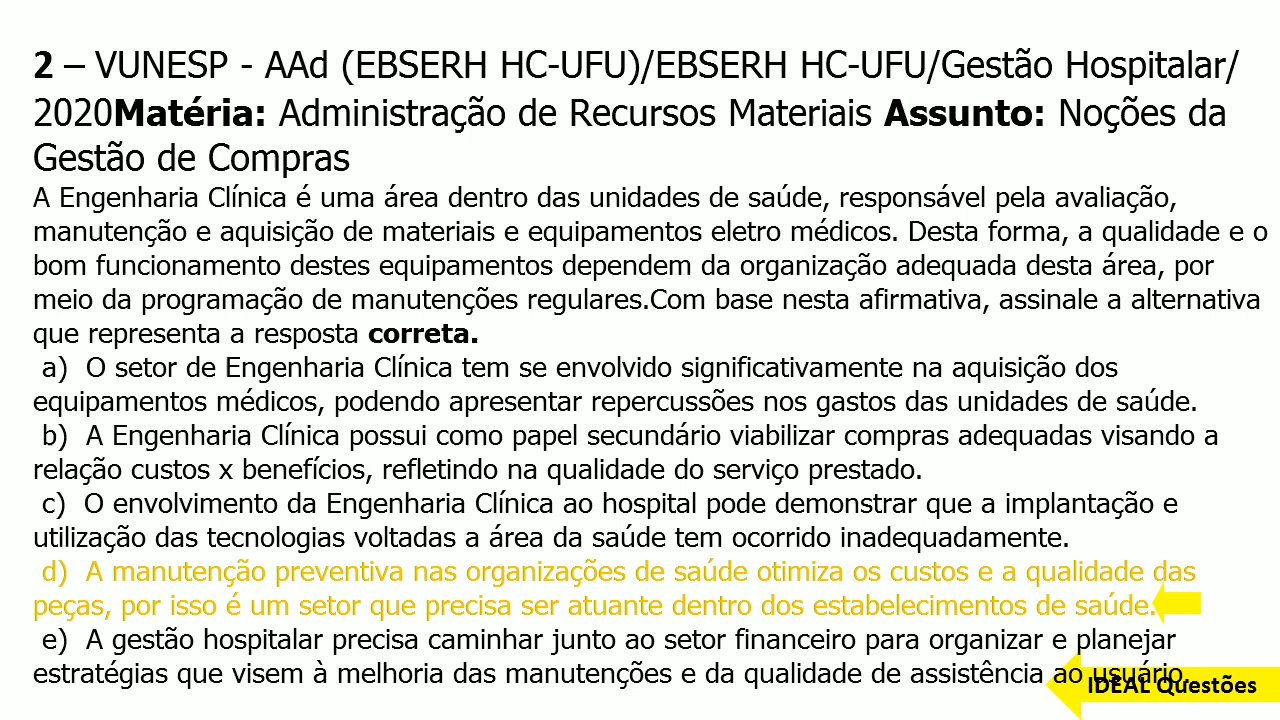 2 – VUNESP - AAd (EBSERH HC-UFU)/EBSERH HC-UFU/Gestão Hospitalar/
2020Matéria: Administração de Recursos Materiais Assunto: Noções da
Gestão de Compras
A Engenharia Clínica é uma área dentro das unidades de saúde, responsável pela avaliação,
manutenção e aquisição de materiais e equipamentos eletro médicos. Desta forma, a qualidade e o
bom funcionamento destes equipamentos dependem da organização adequada desta área, por
meio da programação de manutenções regulares.Com base nesta afirmativa, assinale a alternativa
que representa a resposta correta.
a) O setor de Engenharia Clínica tem se envolvido significativamente na aquisição dos
equipamentos médicos, podendo apresentar repercussões nos gastos das unidades de saúde.
b) A Engenharia Clínica possui como papel secundário viabilizar compras adequadas visando a
relação custos x benefícios, refletindo na qualidade do serviço prestado.
c) O envolvimento da Engenharia Clínica ao hospital pode demonstrar que a implantação e
utilização das tecnologias voltadas a área da saúde tem ocorrido inadequadamente.
d) A manutenção preventiva nas organizações de saúde otimiza os custos e a qualidade das
peças, por isso é um setor que precisa ser atuante dentro dos estabelecimentos de saúde.
e) A gestão hospitalar precisa caminhar junto ao setor financeiro para organizar e planejar
estratégias que visem à melhoria das manutenções e da qualidade de assistência ao usuário.
IDEAL Questões